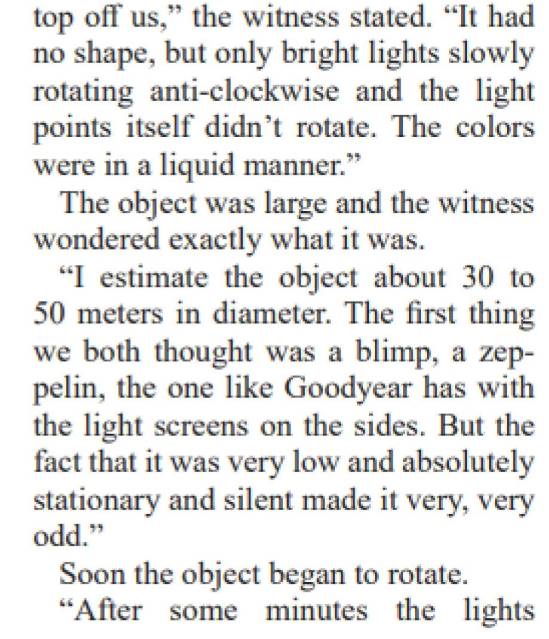 top off us,” the witness stated. “It had
no shape, but only bright lights slowly
rotating anti-clockwise and the light
points itself didn’t rotate. The colors
were in a liquid manner.”
The object was large and the witness
wondered exactly what it was.
“I estimate the object about 30 to
50 meters in diameter. The first thing
we both thought was a blimp, a zep-
pelin, the one like Goodyear has with
the light screens on the sides. But the
fact that it was very low and absolutely
stationary and silent made it very, very
odd.”
Soon the object began to rotate.
“After some minutes the lights